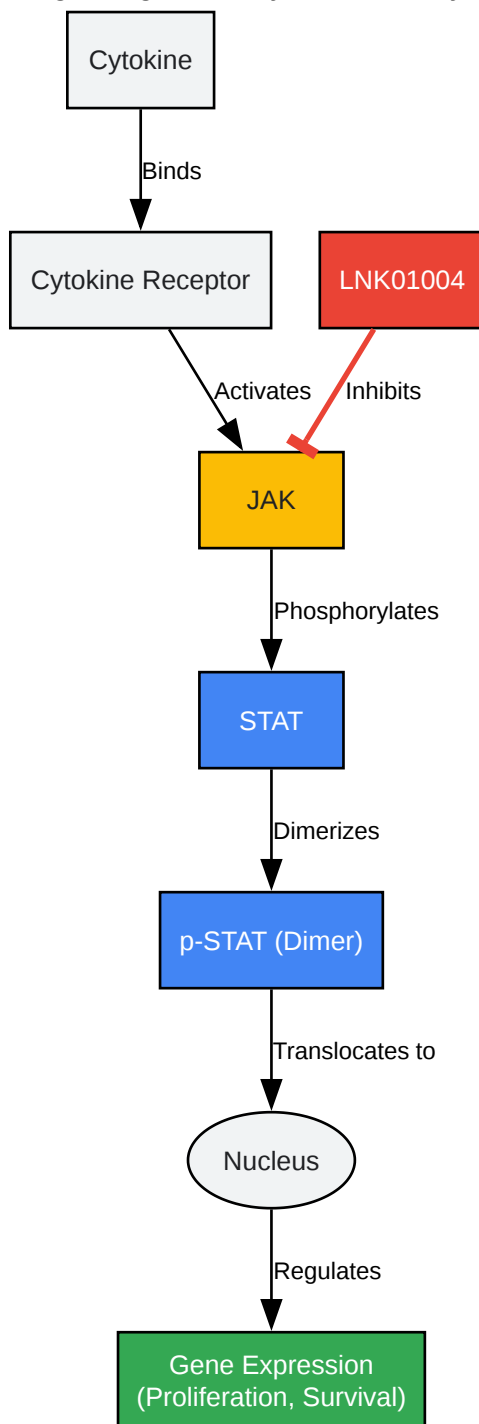 Cytokine
Binds
Cytokine Receptor
LNK01004
Activates
Inhibits
JAK
Phosphorylates
STAT
Dimerizes
p-STAT (Dimer)
Translocates to
Nucleus
Regulates
Gene Expression
(Proliferation, Survival)